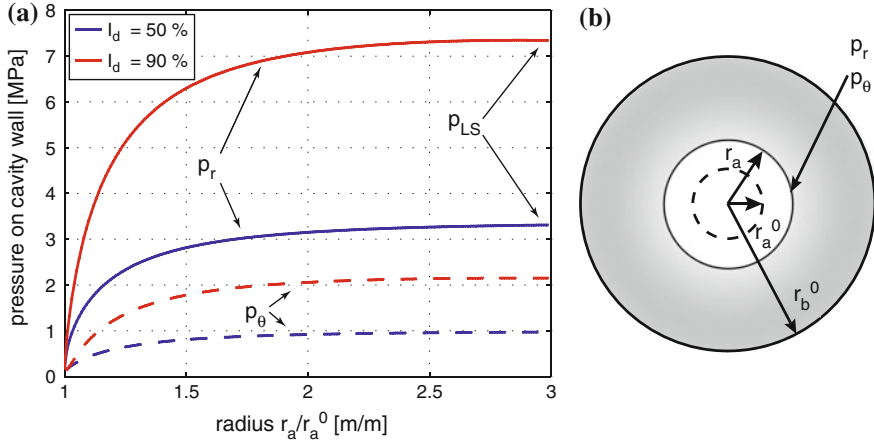 (a)
I_d = 50 %
I_d = 90 %
pressure on cavity wall [MPa]
8
7
6
5
4
3
2
1
0
p_r
p_LS
p_θ
1
1.5
2
2.5
3
radius r_a/r_a^0 [m/m]
(b)
p_r
p_θ
r_a
r_a^0
r_b^0